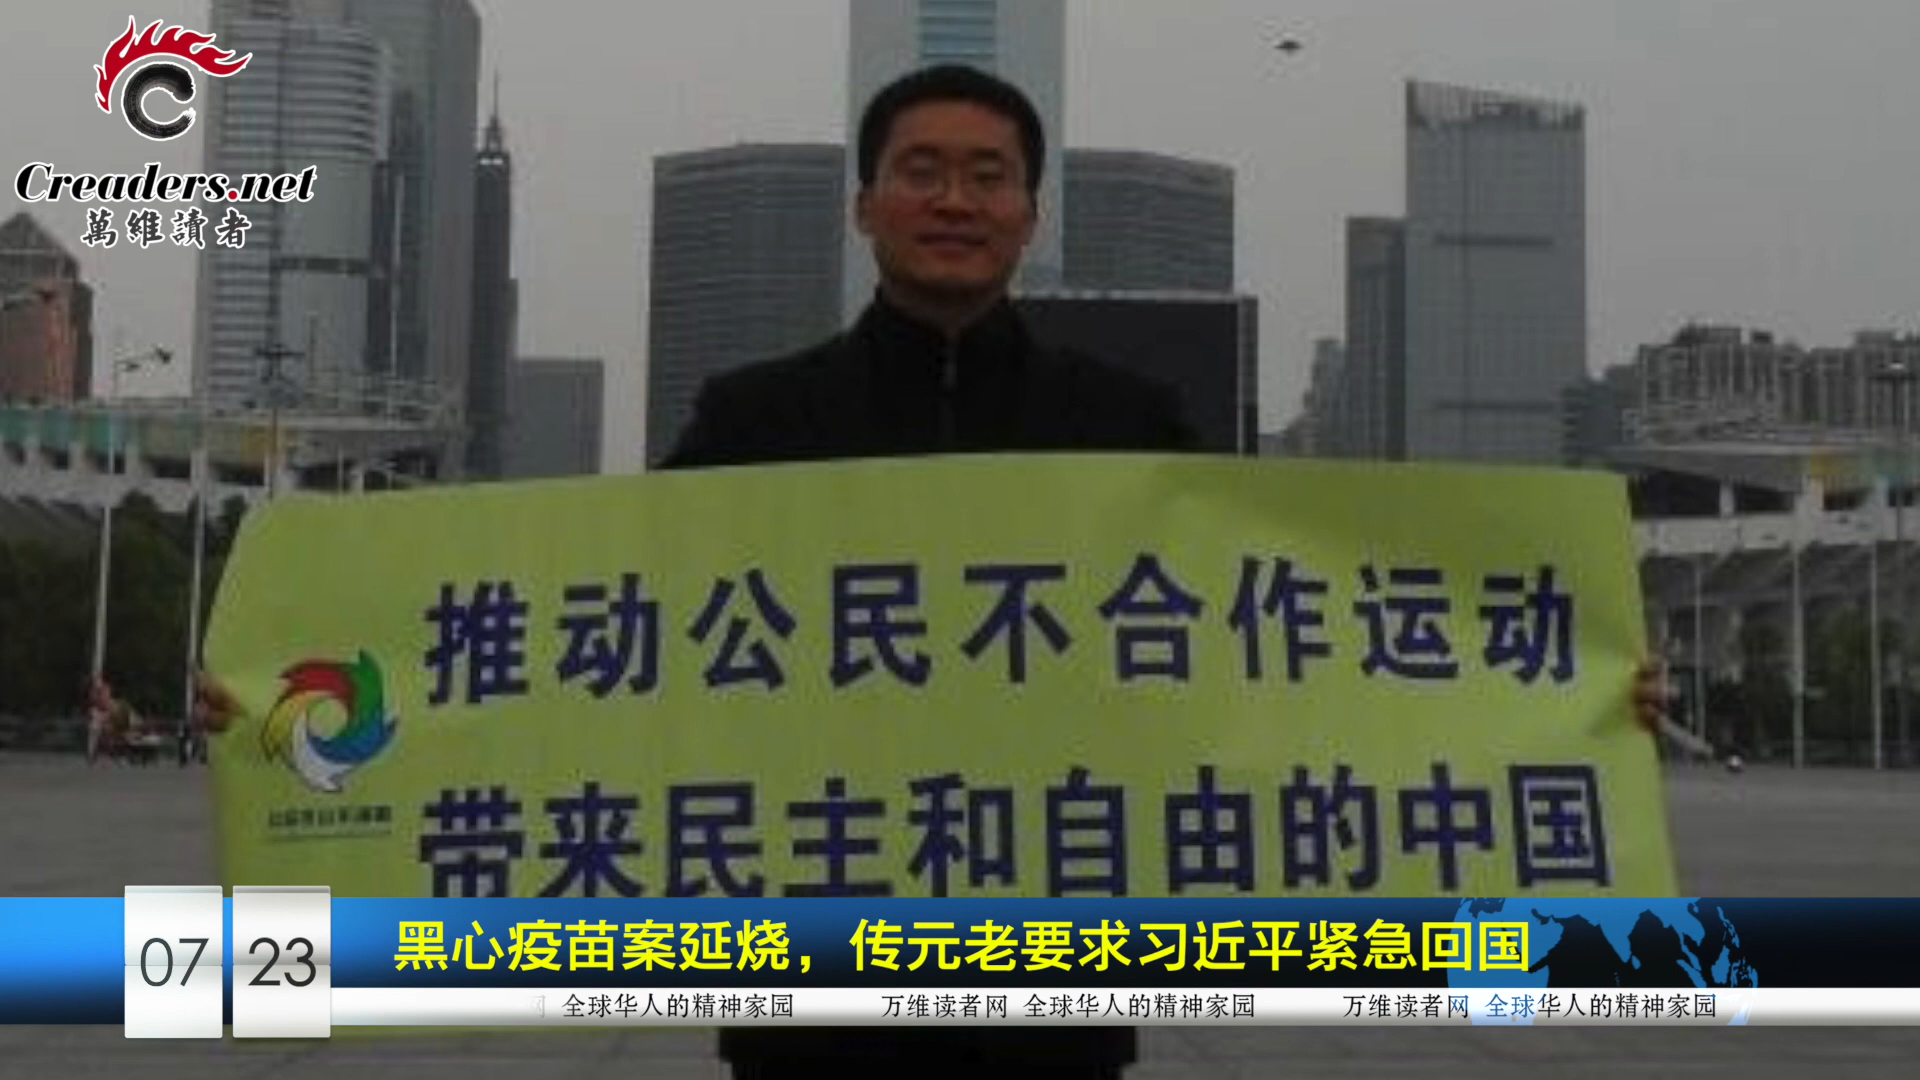 Creaders.net
萬維讀者
推动公民不合作运动
带来民主和自由的中国
07 23
黑心疫苗案延烧，传元老要求习近平紧急回国
网 全球华人的精神家园 万维读者网 全球华人的精神家园 万维读者网 全球华人的精神家园